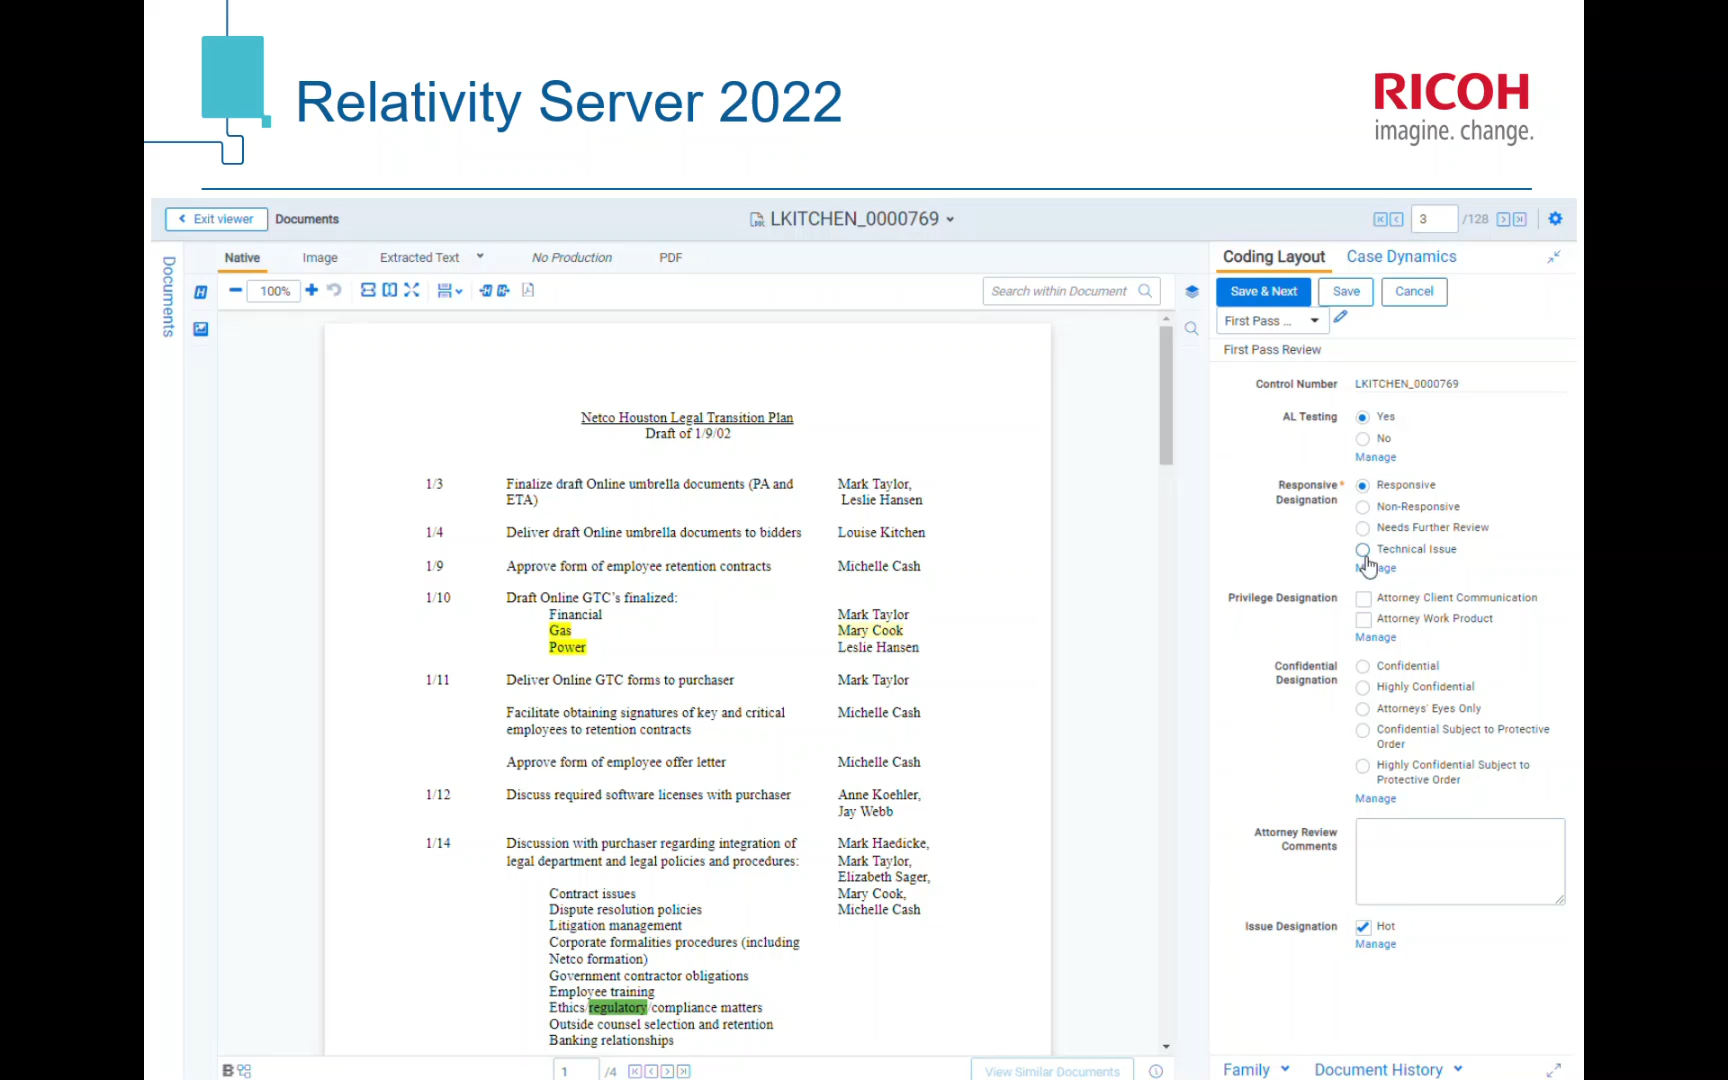 Relativity Server 2022
RICOH
imagine. change.
Exit viewer
Documents
LKITCHEN_0000769
3 /128
Documents
Native
Image
Extracted Text
No Production
PDF
100%
Search within Document
Netco Houston Legal Transition Plan
Draft of 1/9/02
1/3 Finalize draft Online umbrella documents (PA and Mark Taylor,
ETA) Leslie Hansen
1/4 Deliver draft Online umbrella documents to bidders Louise Kitchen
1/9 Approve form of employee retention contracts Michelle Cash
1/10 Draft Online GTC's finalized:
Financial Mark Taylor
Gas Mary Cook
Power Leslie Hansen
1/11 Deliver Online GTC forms to purchaser Mark Taylor
Facilitate obtaining signatures of key and critical Michelle Cash
employees to retention contracts
Approve form of employee offer letter Michelle Cash
1/12 Discuss required software licenses with purchaser Anne Koehler,
Jay Webb
1/14 Discussion with purchaser regarding integration of Mark Haedicke,
legal department and legal policies and procedures: Mark Taylor,
Elizabeth Sager,
Contract issues Mary Cook,
Dispute resolution policies Michelle Cash
Litigation management
Corporate formalities procedures (including
Netco formation)
Government contractor obligations
Employee training
Ethics/regulatory/compliance matters
Outside counsel selection and retention
Banking relationships
1 /4
View Similar Documents
Coding Layout
Case Dynamics
Save & Next
Save
Cancel
First Pass ...
First Pass Review
Control Number LKITCHEN_0000769
AL Testing Yes
No
Manage
Responsive* Responsive
Designation
Non-Responsive
Needs Further Review
Technical Issue
Privilege Designation Attorney Client Communication
Attorney Work Product
Manage
Confidential Confidential
Designation
Highly Confidential
Attorneys' Eyes Only
Confidential Subject to Protective
Order
Highly Confidential Subject to
Protective Order
Manage
Attorney Review
Comments
Issue Designation Hot
Manage
Family
Document History